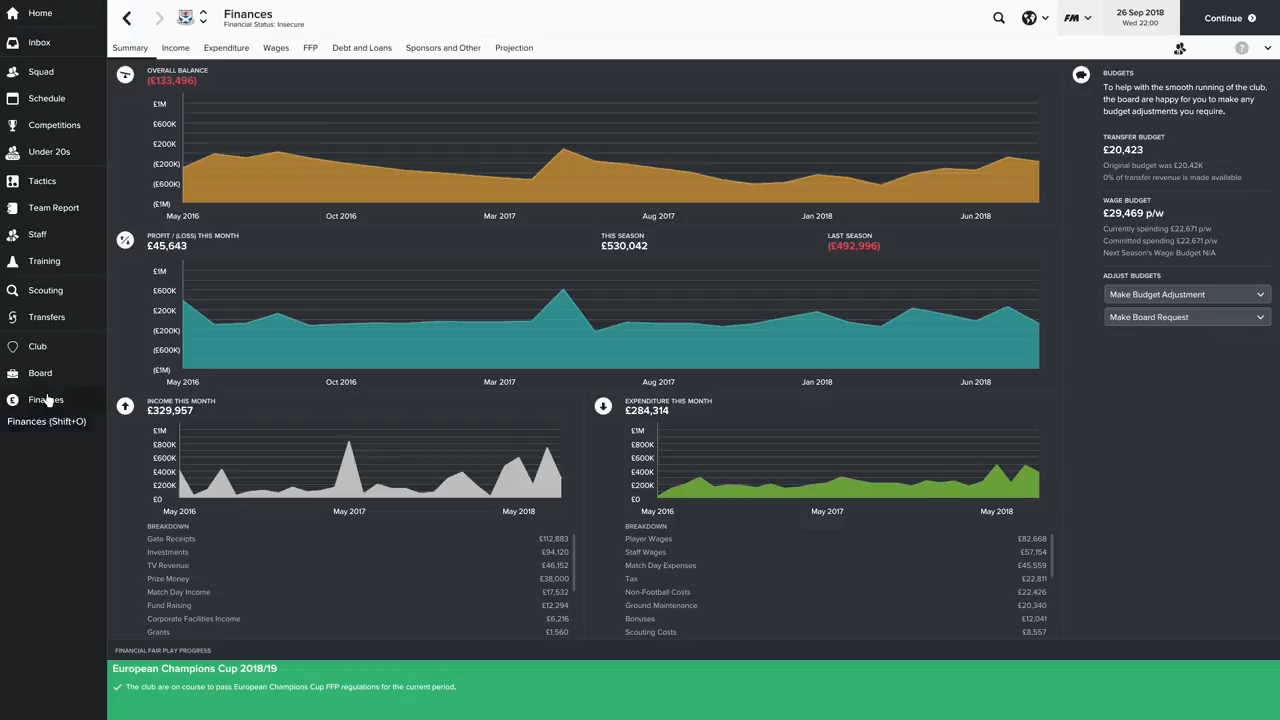 Home
Inbox
Squad
Schedule
Competitions
Under 20s
Tactics
Team Report
Staff
Training
Scouting
Transfers
Club
Board
Finances
Finances (Shift+O)
Finances
Financial Status: Insecure
FM
26 Sep 2018
Wed 22:00
Continue
Summary Income Expenditure Wages FFP Debt and Loans Sponsors and Other Projection
?
OVERALL BALANCE
(£133,496)
£1M
£600K
£200K
(£200K)
(£600K)
(£1M)
May 2016 Oct 2016 Mar 2017 Aug 2017 Jan 2018 Jun 2018
PROFIT / (LOSS) THIS MONTH
£45,643
THIS SEASON
£530,042
LAST SEASON
(£492,996)
£1M
£600K
£200K
(£200K)
(£600K)
(£1M)
May 2016 Oct 2016 Mar 2017 Aug 2017 Jan 2018 Jun 2018
INCOME THIS MONTH
£329,957
£1M
£800K
£600K
£400K
£200K
£0
May 2016 May 2017 May 2018
BREAKDOWN
Gate Receipts £112,883
Investments £94,120
TV Revenue £46,152
Prize Money £38,000
Match Day Income £17,532
Fund Raising £12,294
Corporate Facilities Income £6,216
Grants £1,560
EXPENDITURE THIS MONTH
£284,314
£1M
£800K
£600K
£400K
£200K
£0
May 2016 May 2017 May 2018
BREAKDOWN
Player Wages £82,668
Staff Wages £57,154
Match Day Expenses £45,559
Tax £22,811
Non-Football Costs £22,426
Ground Maintenance £20,340
Bonuses £12,041
Scouting Costs £8,557
BUDGETS
To help with the smooth running of the club,
the board are happy for you to make any
budget adjustments you require.
TRANSFER BUDGET
£20,423
Original budget was £20.42K
0% of transfer revenue is made available
WAGE BUDGET
£29,469 p/w
Currently spending £22,671 p/w
Committed spending £22,671 p/w
Next Season's Wage Budget N/A
ADJUST BUDGETS
Make Budget Adjustment
Make Board Request
FINANCIAL FAIR PLAY PROGRESS
European Champions Cup 2018/19
The club are on course to pass European Champions Cup FFP regulations for the current period.